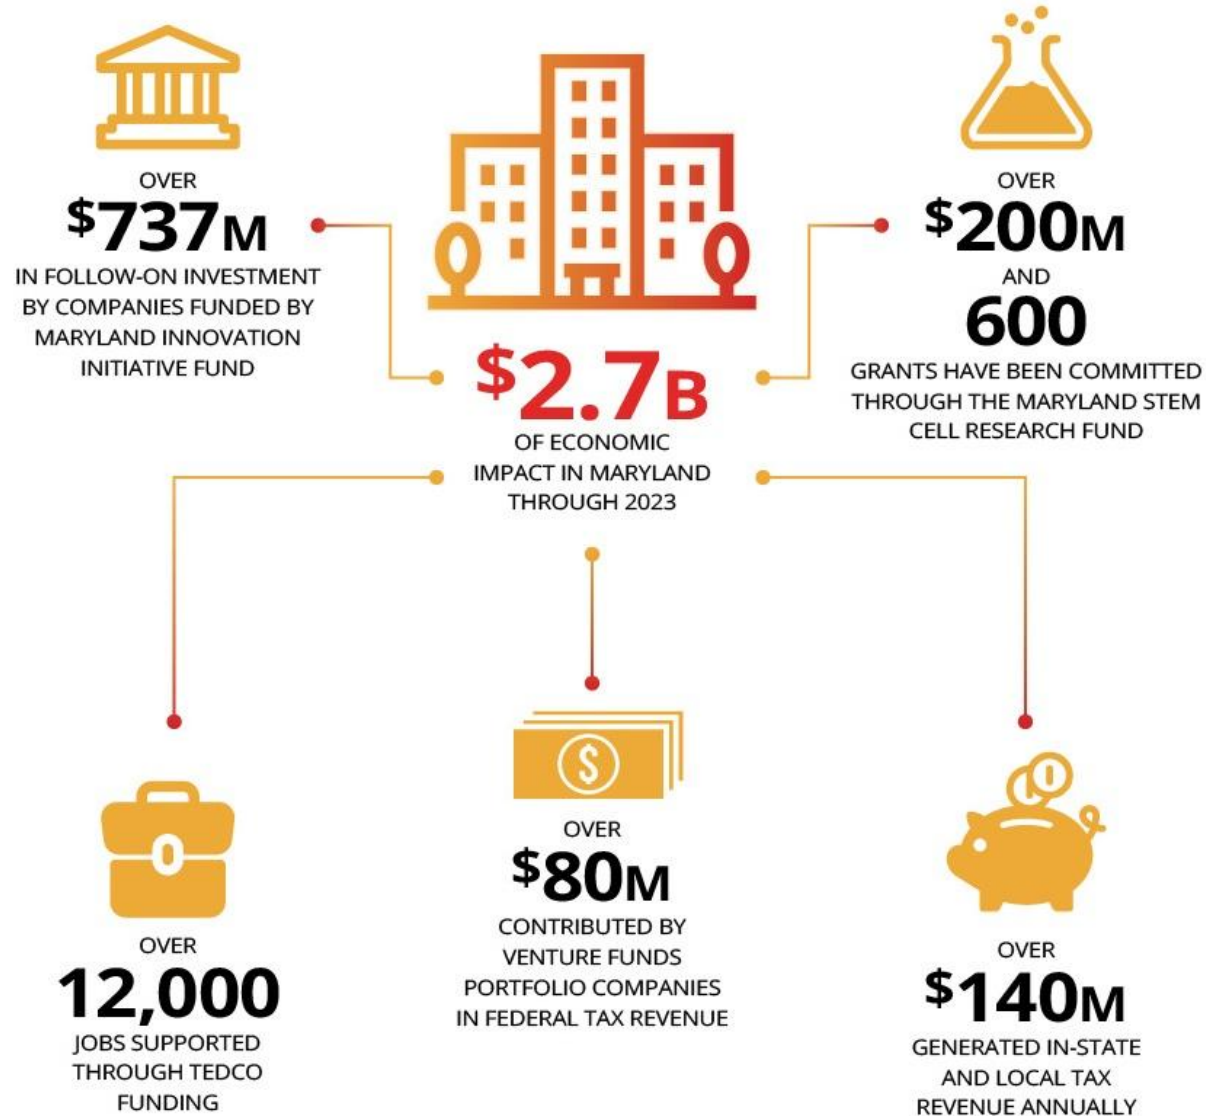 OVER
$737M
IN FOLLOW-ON INVESTMENT
BY COMPANIES FUNDED BY
MARYLAND INNOVATION
INITIATIVE FUND
$2.7B
OF ECONOMIC
IMPACT IN MARYLAND
THROUGH 2023
OVER
$200M
AND
600
GRANTS HAVE BEEN COMMITTED
THROUGH THE MARYLAND STEM
CELL RESEARCH FUND
OVER
12,000
JOBS SUPPORTED
THROUGH TEDCO
FUNDING
$
OVER
$80M
CONTRIBUTED BY
VENTURE FUNDS
PORTFOLIO COMPANIES
IN FEDERAL TAX REVENUE
OVER
$140M
GENERATED IN-STATE
AND LOCAL TAX
REVENUE ANNUALLY